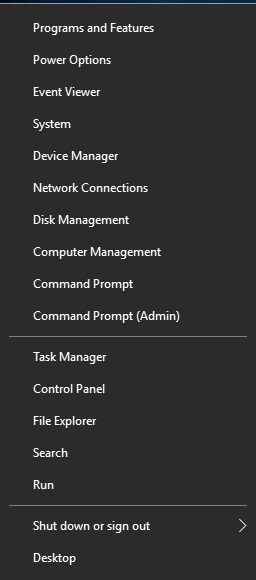 Programs and Features
Power Options
Event Viewer
System
Device Manager
Network Connections
Disk Management
Computer Management
Command Prompt
Command Prompt (Admin)
Task Manager
Control Panel
File Explorer
Search
Run
Shut down or sign out
Desktop